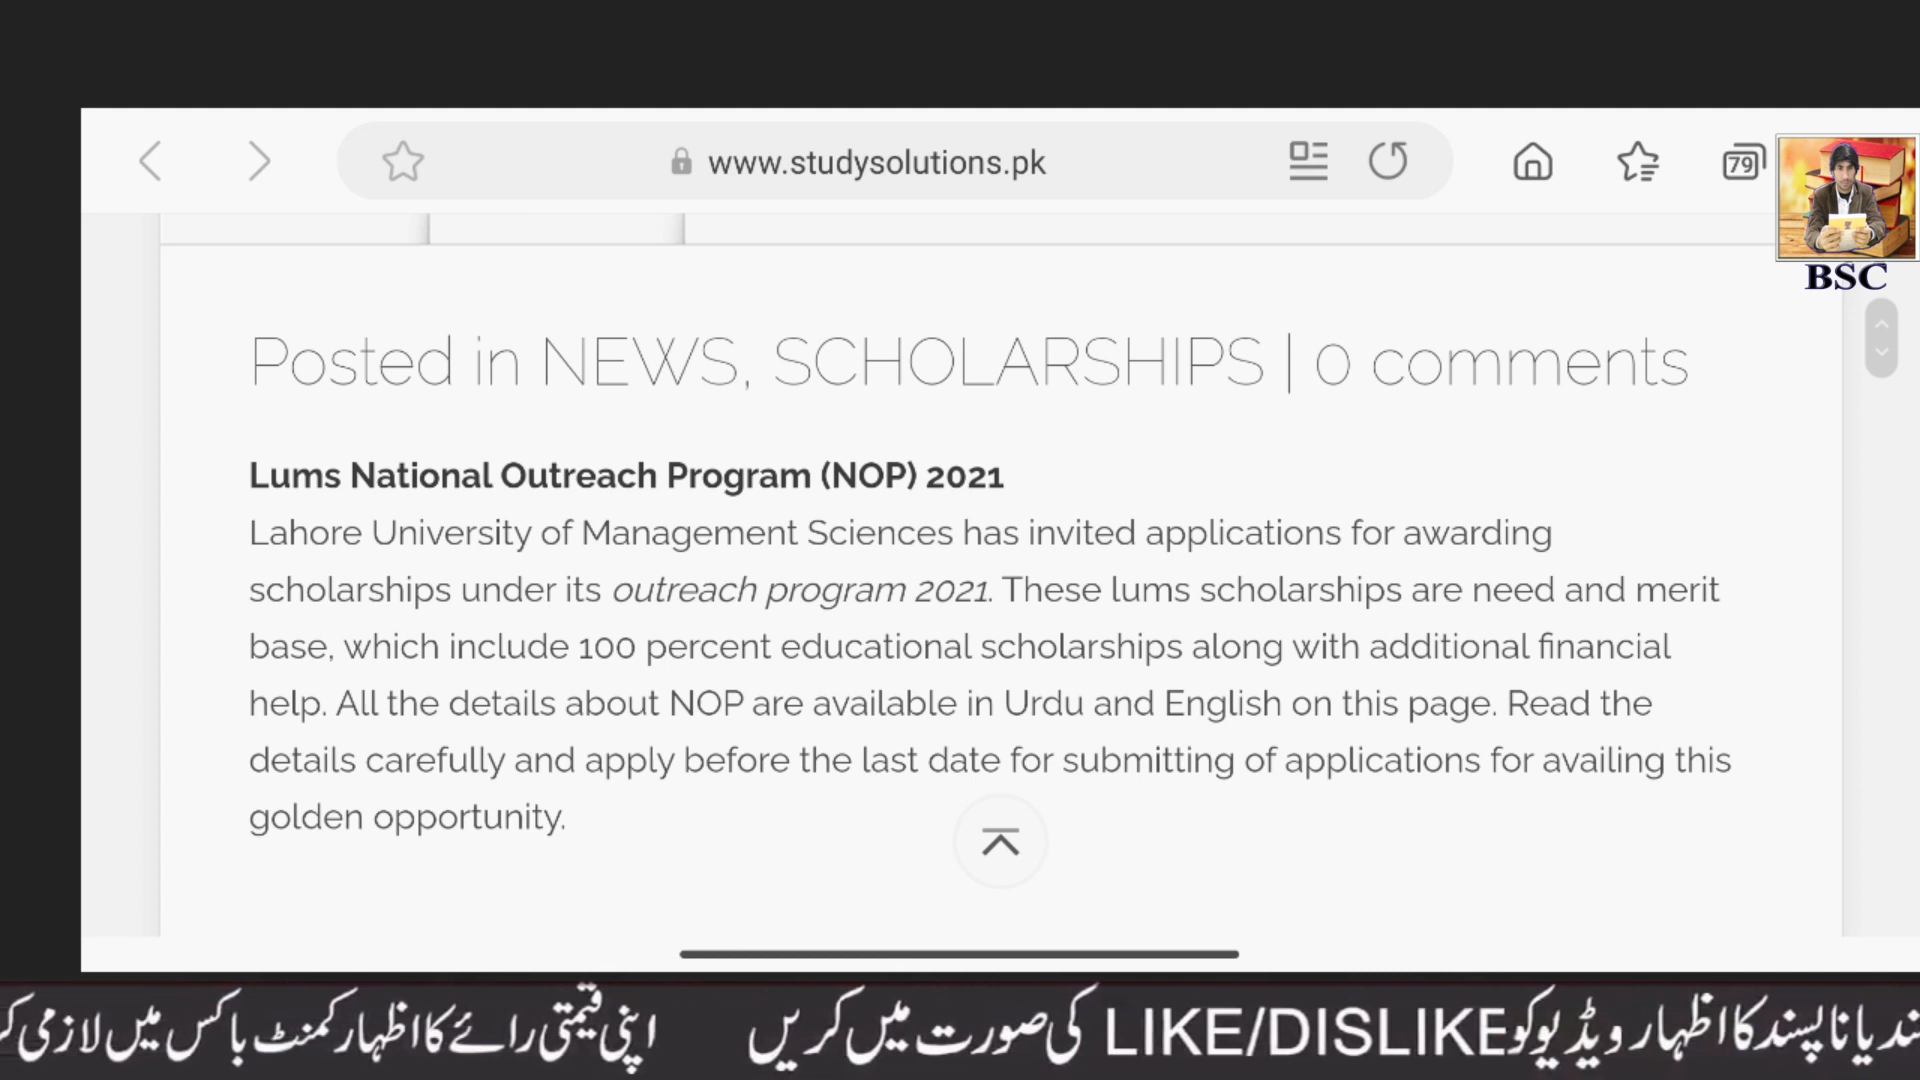 www.studysolutions.pk
79
BSC
Posted in NEWS, SCHOLARSHIPS | 0 comments
Lums National Outreach Program (NOP) 2021
Lahore University of Management Sciences has invited applications for awarding
scholarships under its outreach program 2021. These lums scholarships are need and merit
base, which include 100 percent educational scholarships along with additional financial
help. All the details about NOP are available in Urdu and English on this page. Read the
details carefully and apply before the last date for submitting of applications for availing this
golden opportunity.
یا ناپسند کا اظہار ویڈیو کو LIKE/DISLIKE کی صورت میں کریں اپنی قیمتی رائے کا اظہار کمنٹ باکس میں لازمی